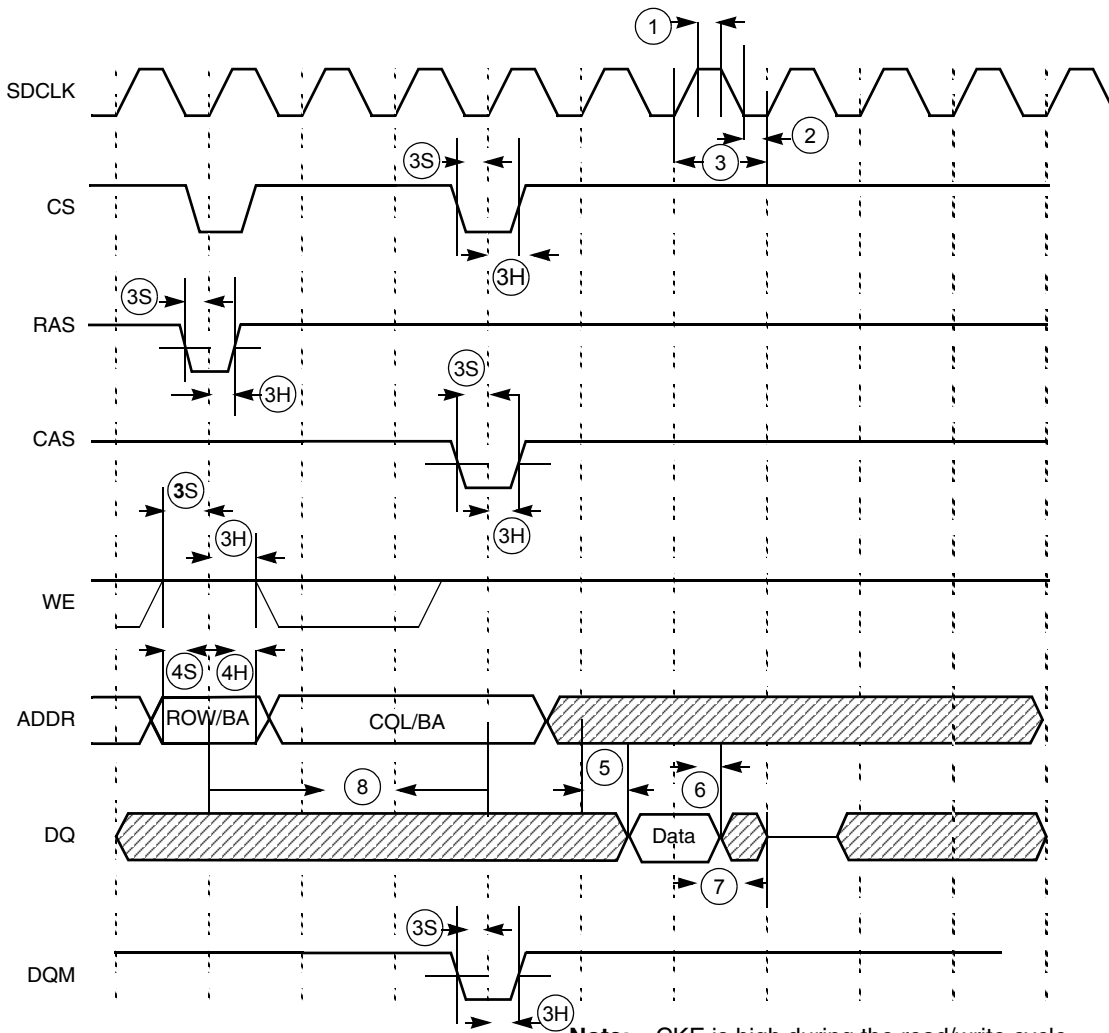 1
SDCLK
2
3S
3
CS
3H
3S
RAS
3S
3H
CAS
3S
3H
3H
WE
4S
4H
ROW/BA
COL/BA
ADDR
5
8
6
DQ
Data
7
3S
DQM
3H
Note: CKE is high during the read/write cycle